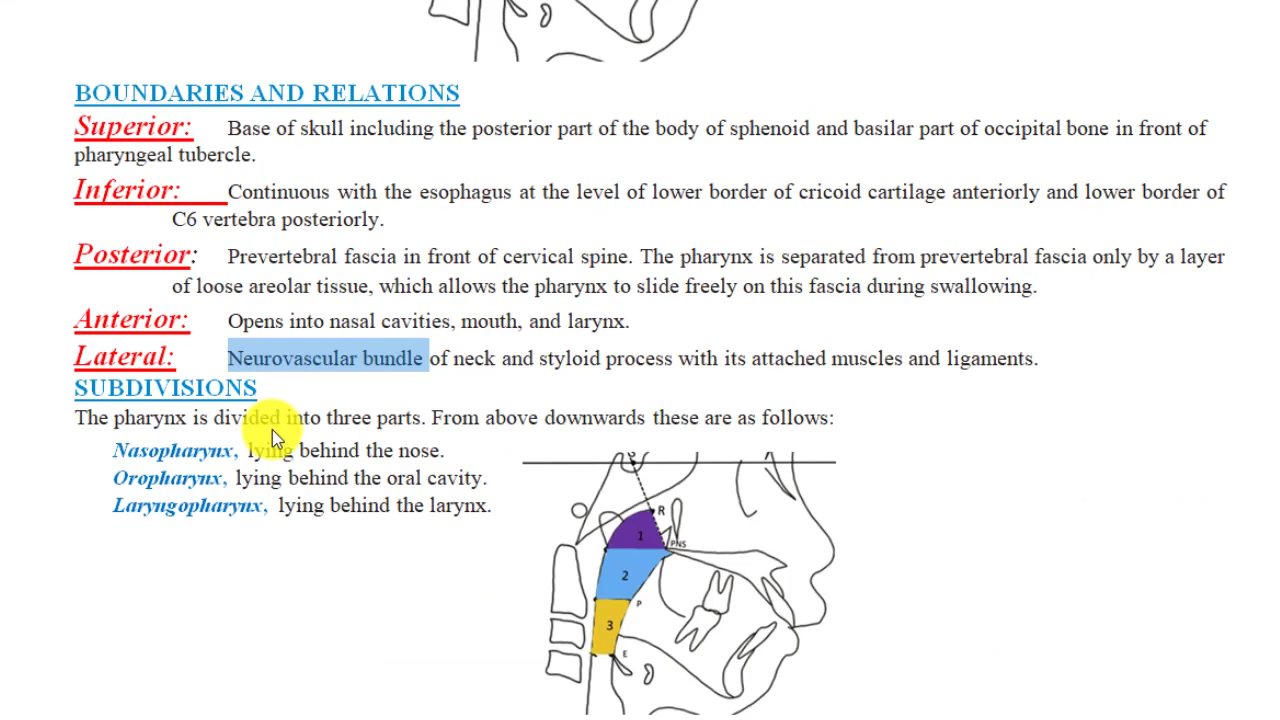 BOUNDARIES AND RELATIONS
Superior: Base of skull including the posterior part of the body of sphenoid and basilar part of occipital bone in front of
pharyngeal tubercle.
Inferior: Continuous with the esophagus at the level of lower border of cricoid cartilage anteriorly and lower border of
C6 vertebra posteriorly.
Posterior: Prevertebral fascia in front of cervical spine. The pharynx is separated from prevertebral fascia only by a layer
of loose areolar tissue, which allows the pharynx to slide freely on this fascia during swallowing.
Anterior: Opens into nasal cavities, mouth, and larynx.
Lateral: Neurovascular bundle of neck and styloid process with its attached muscles and ligaments.
SUBDIVISIONS
The pharynx is divided into three parts. From above downwards these are as follows:
Nasopharynx, lying behind the nose.
Oropharynx, lying behind the oral cavity.
Laryngopharynx, lying behind the larynx.
R
1
PNS
2
P
3
E